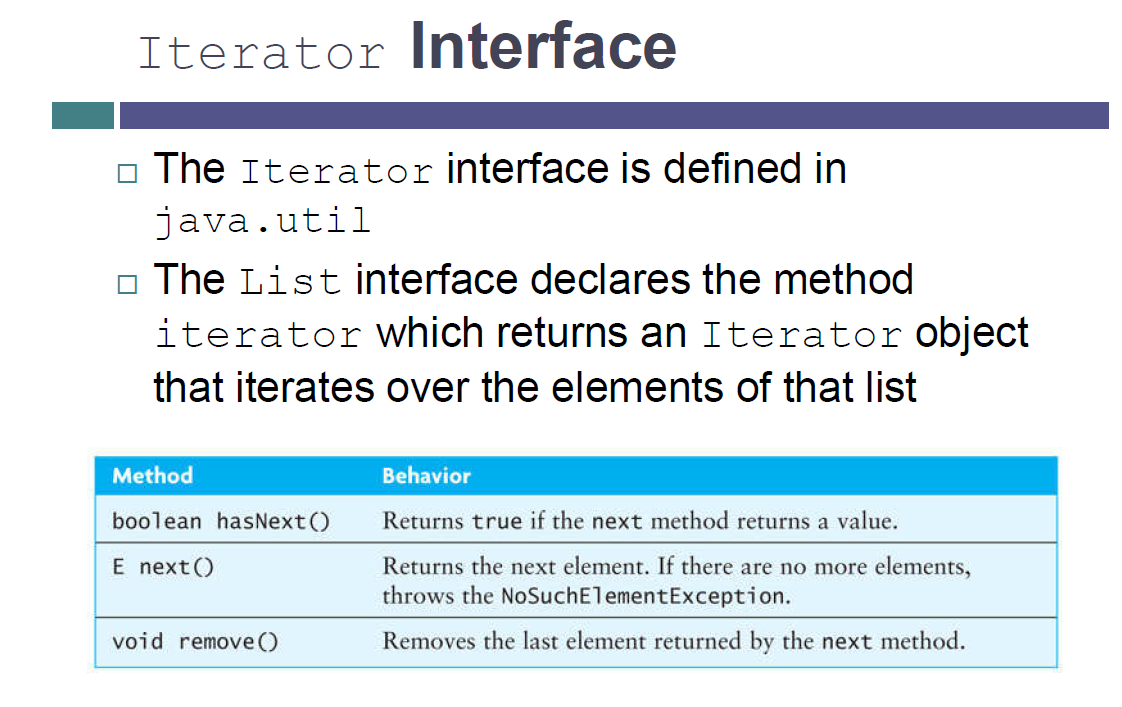 Iterator Interface
The Iterator interface is defined in
java.util
The List interface declares the method
iterator which returns an Iterator object
that iterates over the elements of that list
Method Behavior
boolean hasNext() Returns true if the next method returns a value.
E next() Returns the next element. If there are no more elements,
throws the NoSuchElementException.
void remove() Removes the last element returned by the next method.